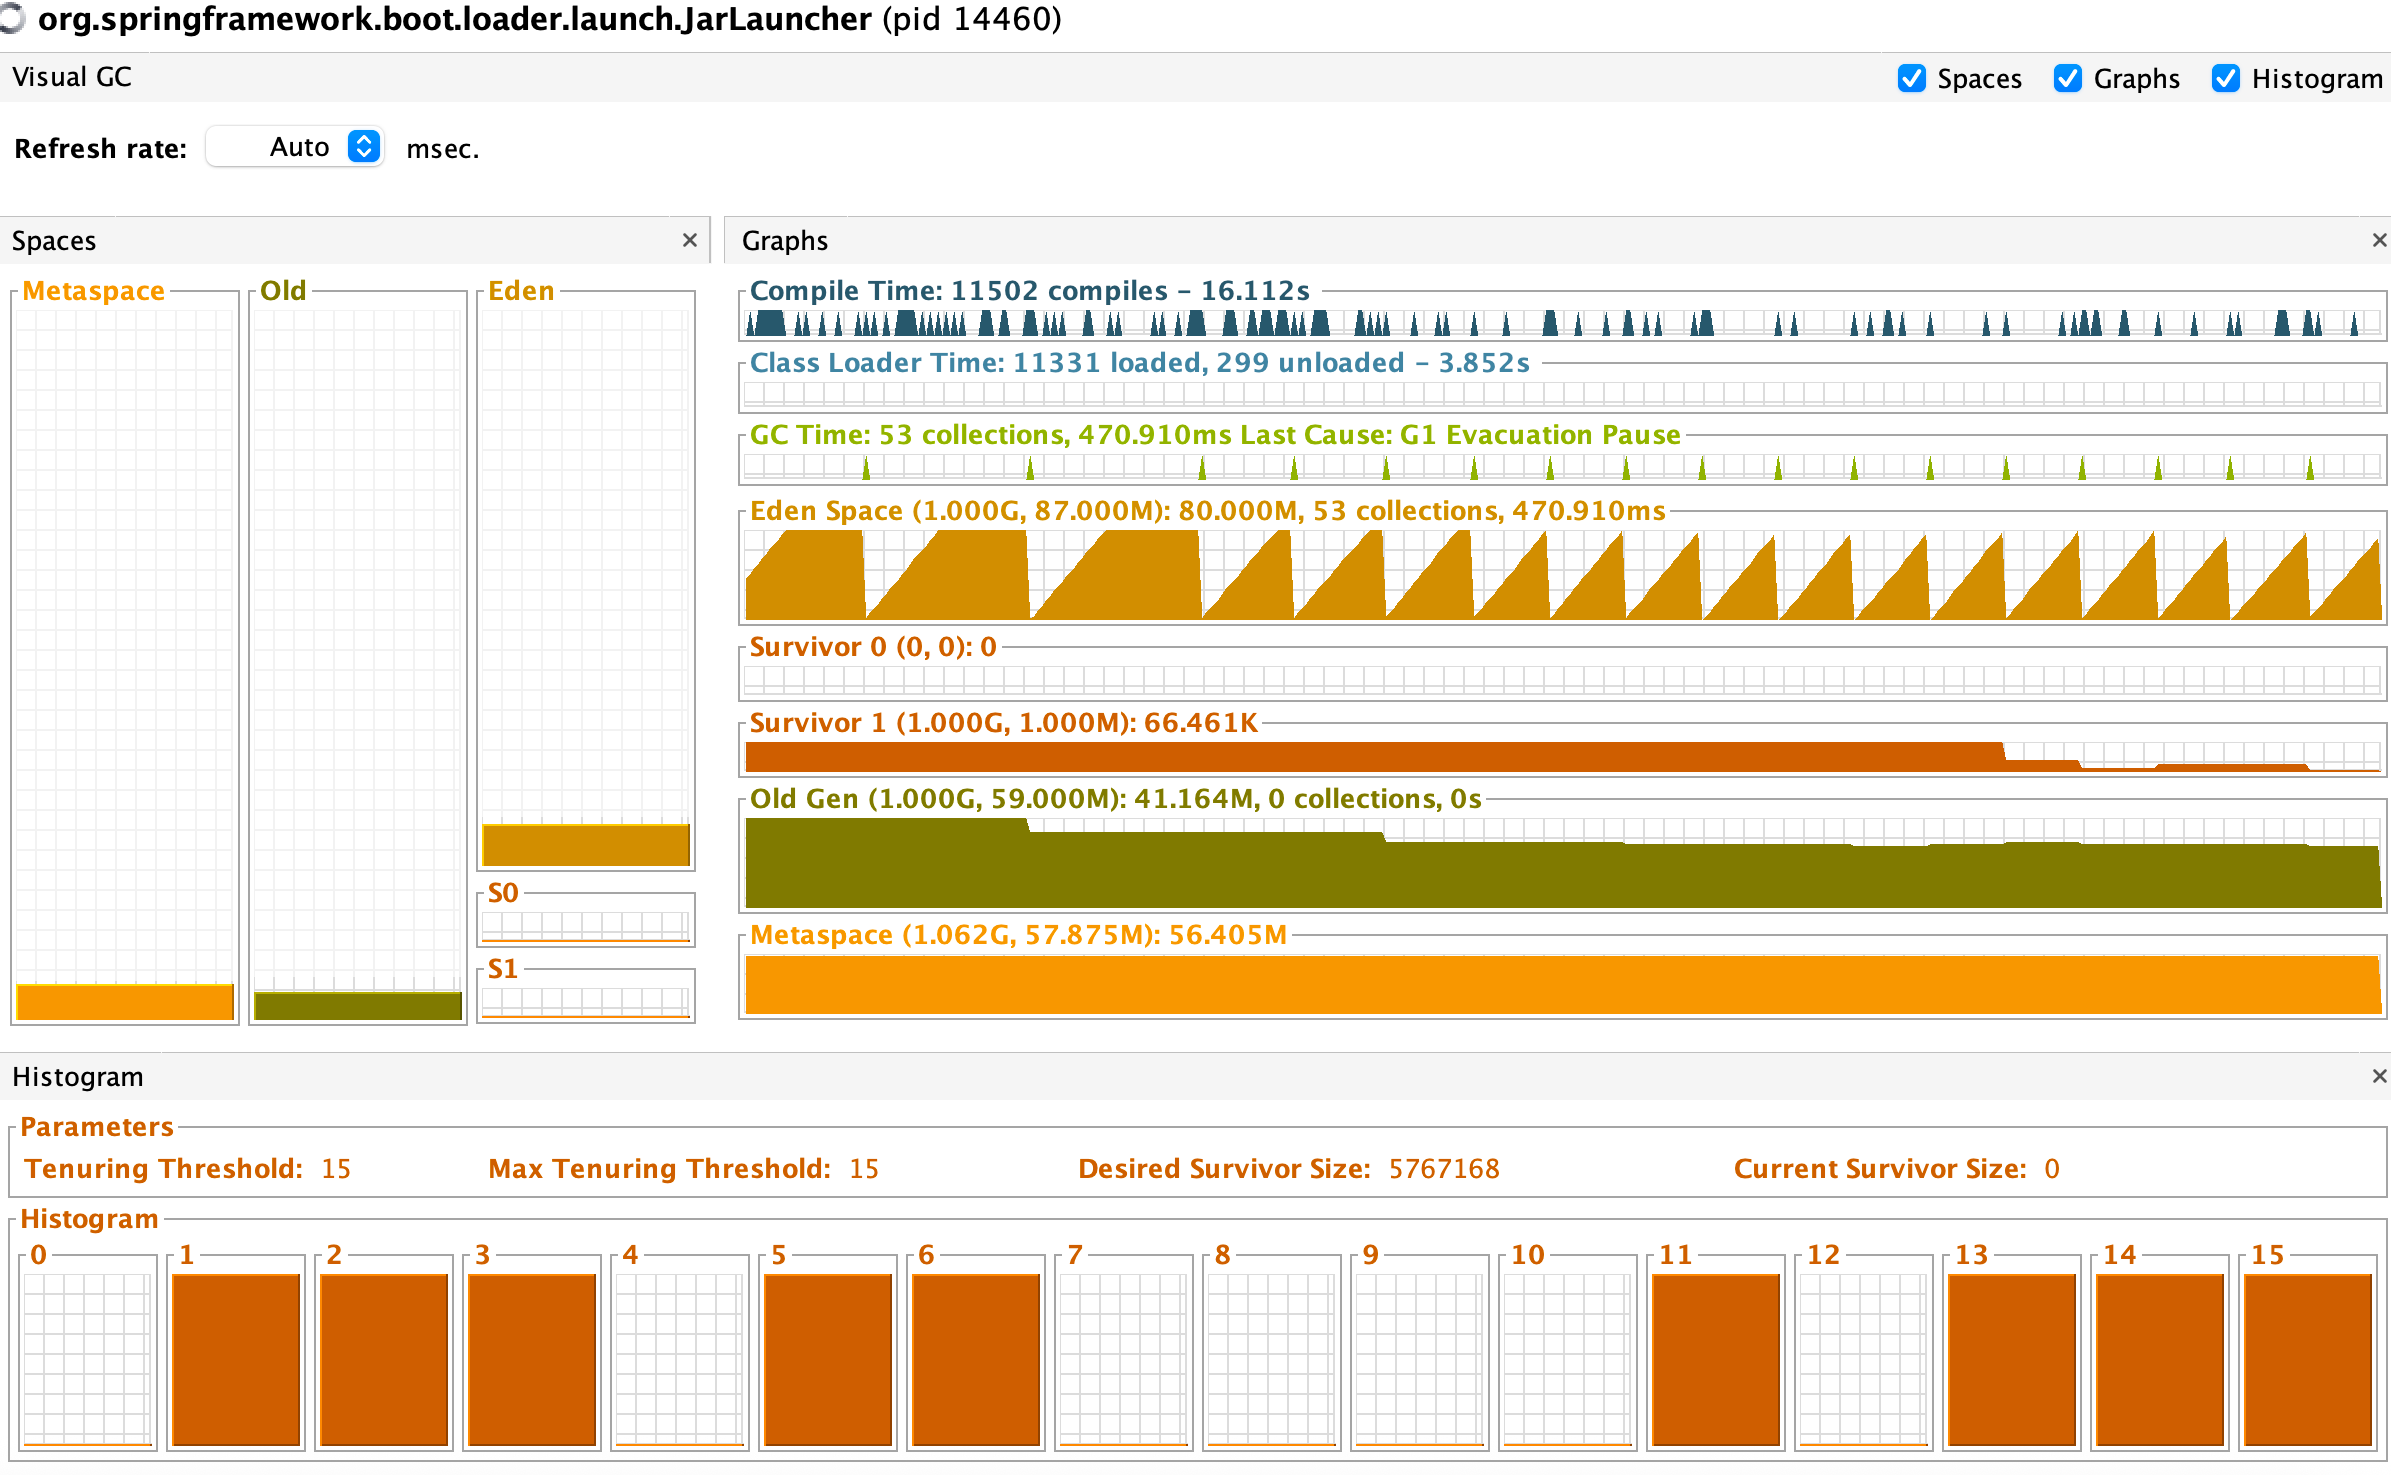 org.springframework.boot.loader.launch.JarLauncher (pid 14460)
Visual GC
Spaces Graphs Histogram
Refresh rate: Auto msec.
Spaces
Metaspace Old Eden
S0
S1
Graphs
Compile Time: 11502 compiles – 16.112s
Class Loader Time: 11331 loaded, 299 unloaded – 3.852s
GC Time: 53 collections, 470.910ms Last Cause: G1 Evacuation Pause
Eden Space (1.000G, 87.000M): 80.000M, 53 collections, 470.910ms
Survivor 0 (0, 0): 0
Survivor 1 (1.000G, 1.000M): 66.461K
Old Gen (1.000G, 59.000M): 41.164M, 0 collections, 0s
Metaspace (1.062G, 57.875M): 56.405M
Histogram
Parameters
Tenuring Threshold: 15 Max Tenuring Threshold: 15 Desired Survivor Size: 5767168 Current Survivor Size: 0
Histogram
0 1 2 3 4 5 6 7 8 9 10 11 12 13 14 15